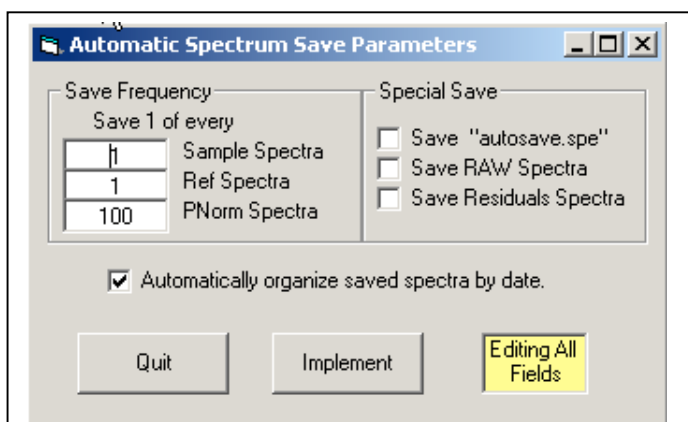 Automatic Spectrum Save Parameters
Save Frequency
Save 1 of every
1 Sample Spectra
1 Ref Spectra
100 PNorm Spectra
Special Save
Save "autosave.spe"
Save RAW Spectra
Save Residuals Spectra
Automatically organize saved spectra by date.
Quit
Implement
Editing All
Fields